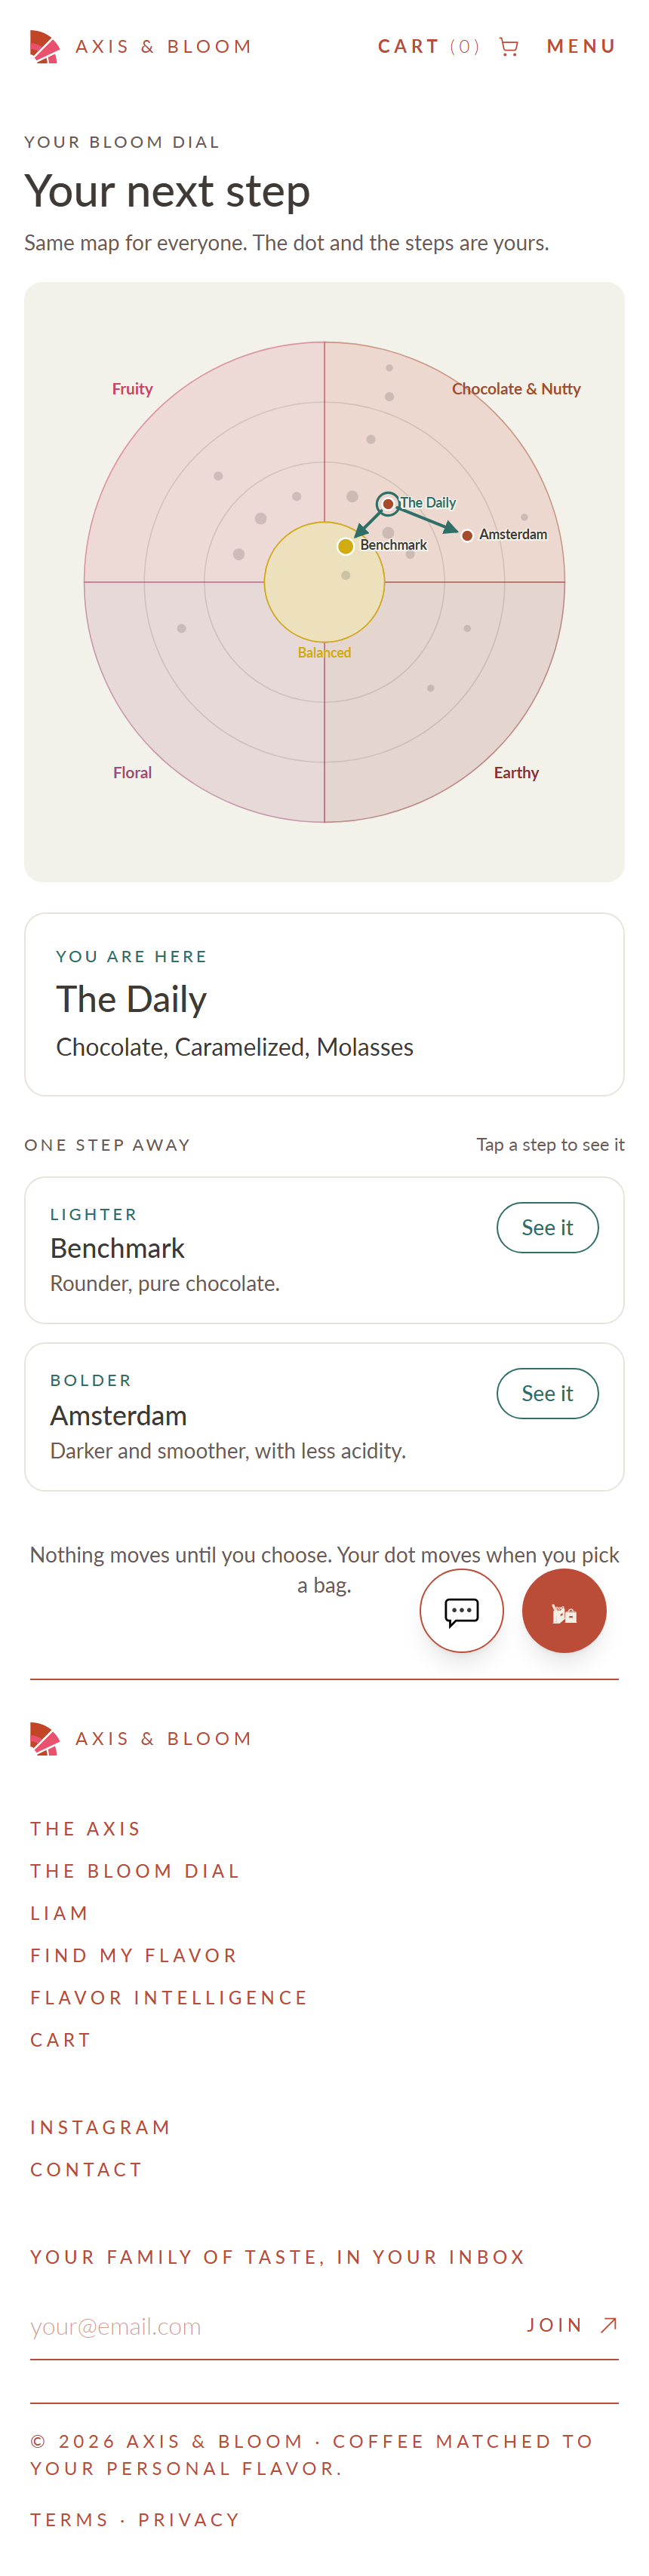 AXIS & BLOOM
CART (0)
MENU
YOUR BLOOM DIAL
Your next step
Same map for everyone. The dot and the steps are yours.
Fruity
Chocolate & Nutty
The Daily
Amsterdam
Benchmark
Balanced
Floral
Earthy
YOU ARE HERE
The Daily
Chocolate, Caramelized, Molasses
ONE STEP AWAY
Tap a step to see it
LIGHTER
See it
Benchmark
Rounder, pure chocolate.
BOLDER
See it
Amsterdam
Darker and smoother, with less acidity.
Nothing moves until you choose. Your dot moves when you pick
a bag.
AXIS & BLOOM
THE AXIS
THE BLOOM DIAL
LIAM
FIND MY FLAVOR
FLAVOR INTELLIGENCE
CART
INSTAGRAM
CONTACT
YOUR FAMILY OF TASTE, IN YOUR INBOX
your@email.com
JOIN
© 2026 AXIS & BLOOM · COFFEE MATCHED TO
YOUR PERSONAL FLAVOR.
TERMS · PRIVACY